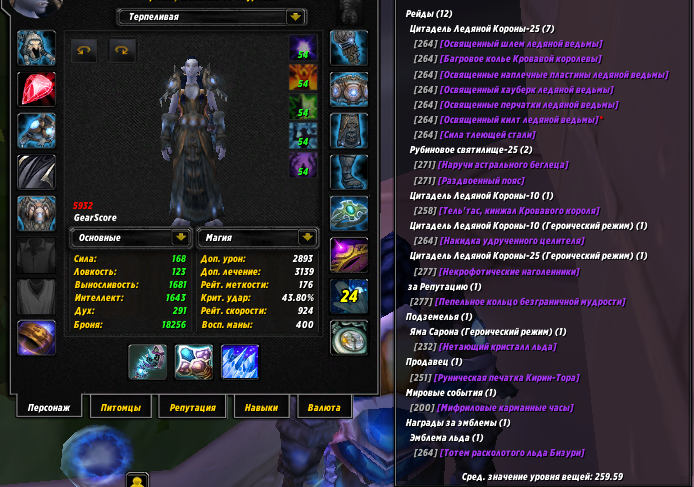 Терпеливая
54
54
54
54
54
5932
GearScore
24
Основные
Магия
Сила: 168
Ловкость: 123
Выносливость: 1681
Интеллект: 1643
Дух: 291
Броня: 18256
Доп. урон: 2893
Доп. лечение: 3139
Рейт. меткости: 176
Крит. удар: 43.80%
Рейт. скорости: 924
Восп. маны: 400
Персонаж
Питомцы
Репутация
Навыки
Валюта
Рейды (12)
Цитадель Ледяной Короны-25 (7)
[264] [Освященный шлем ледяной ведьмы]
[264] [Багровое колье Кровавой королевы]
[264] [Освященные наплечные пластины ледяной ведьмы]
[264] [Освященный хауберк ледяной ведьмы]
[264] [Освященные перчатки ледяной ведьмы]
[264] [Освященный килт ледяной ведьмы]*
[264] [Сила тлеющей стали]
Рубиновое святилище-25 (2)
[271] [Наручи астрального беглеца]
[271] [Раздвоенный пояс]
Цитадель Ледяной Короны-10 (1)
[258] [Тель'тас, кинжал Кровавого короля]
Цитадель Ледяной Короны-10 (Героический режим) (1)
[264] [Накидка удрученного целителя]
Цитадель Ледяной Короны-25 (Героический режим) (1)
[277] [Некрофотические наголенники]
за Репутацию (1)
[277] [Пепельное кольцо безграничной мудрости]
Подземелья (1)
Яма Сарона (Героический режим) (1)
[232] [Нетающий кристалл льда]
Продавец (1)
[251] [Руническая печатка Кирин-Тора]
Мировые события (1)
[200] [Мифриловые карманные часы]
Награды за эмблемы (1)
Эмблема льда (1)
[264] [Тотем расколотого льда Бизури]
Сред. значение уровня вещей: 259.59